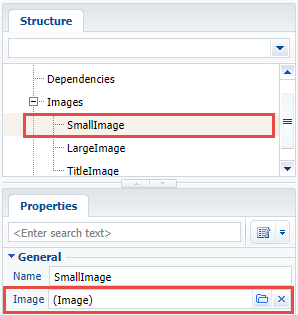 Structure
Dependencies
Images
SmallImage
LargeImage
TitleImage
Properties
<Enter search text>
General
Name SmallImage
Image (Image)